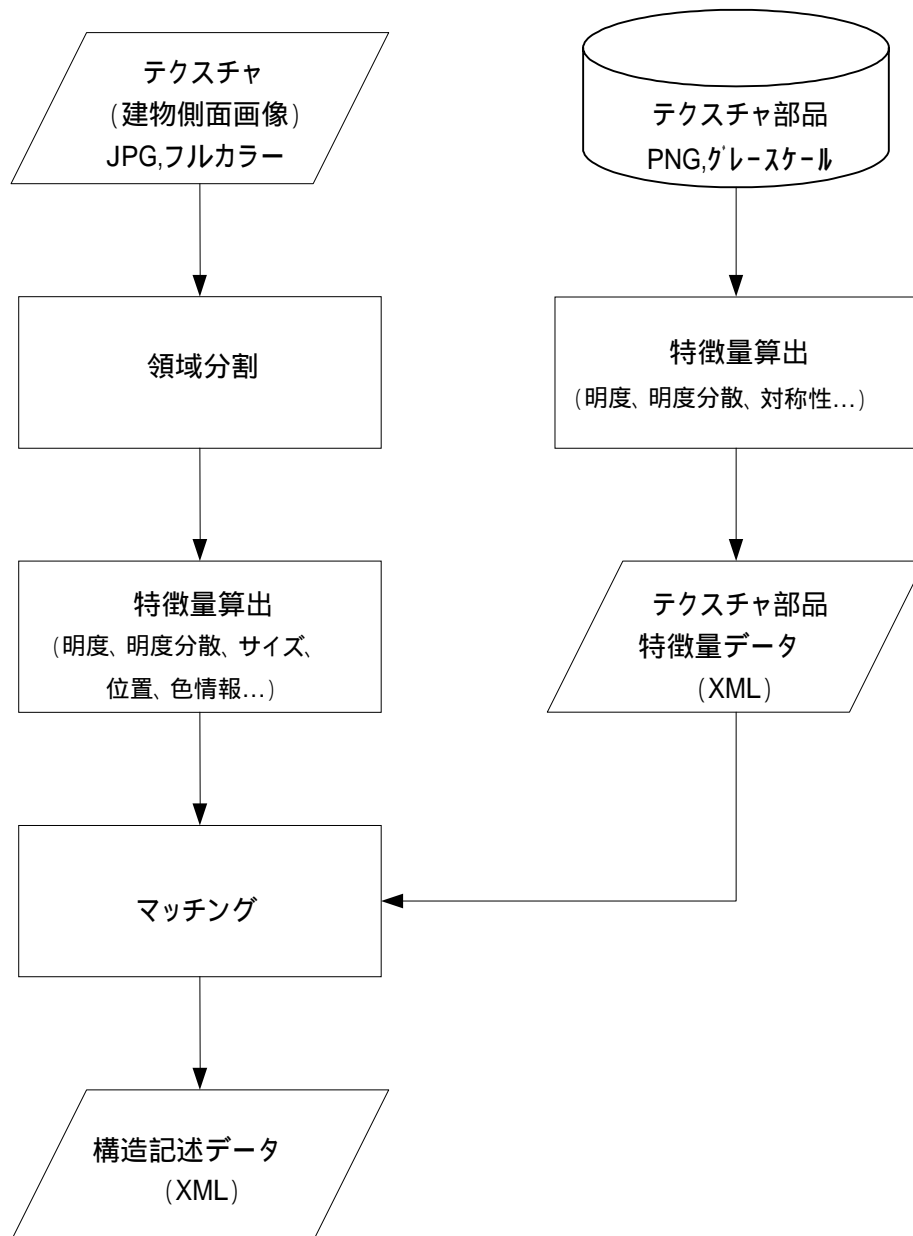 テクスチャ
(建物側面画像)
JPG,フルカラー
テクスチャ部品
PNG,グレースケール
領域分割
特徴量算出
(明度、明度分散、対称性…)
特徴量算出
(明度、明度分散、サイズ、
位置、色情報…)
テクスチャ部品
特徴量データ
(XML)
マッチング
構造記述データ
(XML)